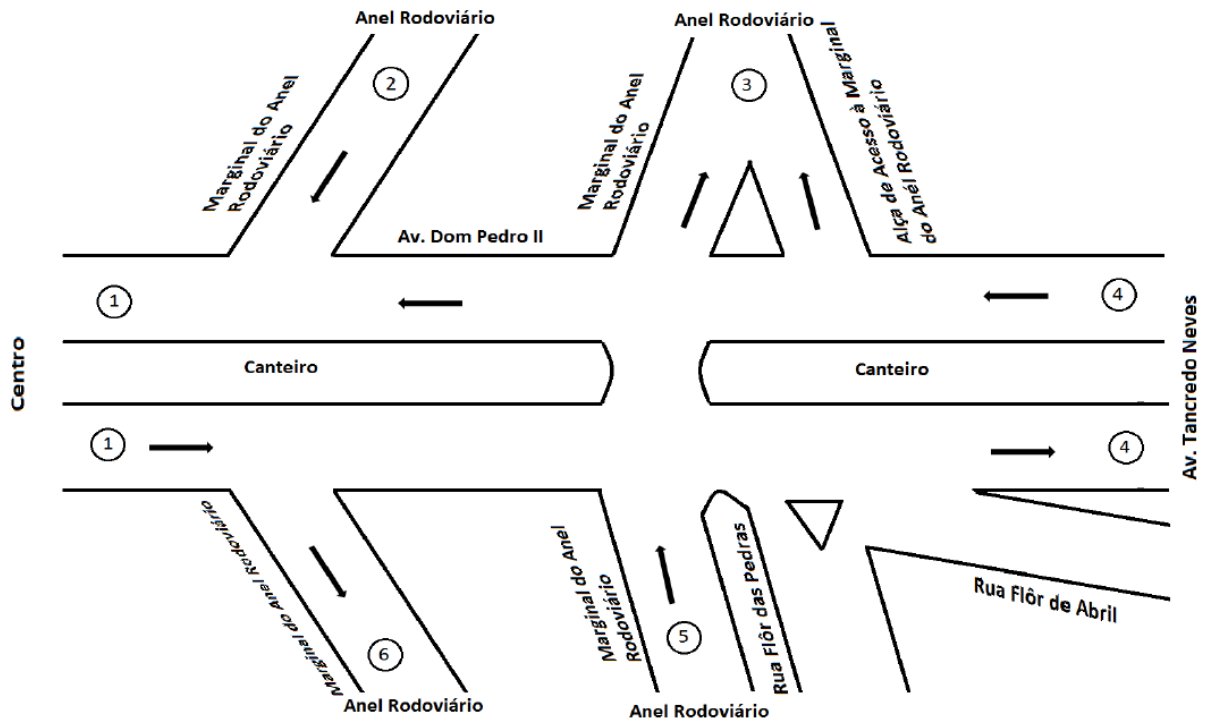 Anel Rodoviário
Anel Rodoviário
2
3
Marginal do Anel
Rodoviário
Marginal do Anel
Rodoviário
Alça de Acesso à Marginal
do Anél Rodoviário
Av. Dom Pedro II
1
4
Centro
Canteiro
Canteiro
Av. Tancredo Neves
1
4
Marginal do Anel Rodoviário
Marginal do Anel
Rodoviário
Rua Flôr das Pedras
Rua Flôr de Abril
6
5
Anel Rodoviário
Anel Rodoviário